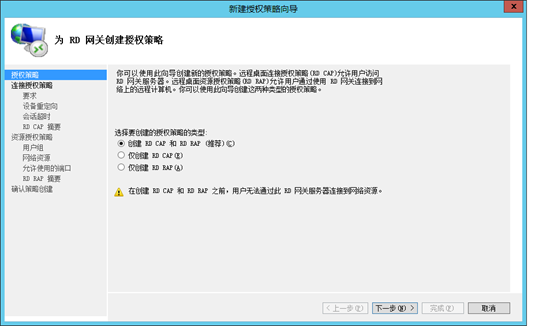 新建授权策略向导
为 RD 网关创建授权策略
授权策略
连接授权策略
要求
设备重定向
会话超时
RD CAP 摘要
资源授权策略
用户组
网络资源
允许使用的端口
RD RAP 摘要
确认策略创建
你可以使用此向导创建新的授权策略。远程桌面连接授权策略(RD CAP)允许用户访问
RD 网关服务器。远程桌面资源授权策略(RD RAP)允许用户通过使用 RD 网关连接到网
络上的远程计算机。你可以使用此向导创建这两种类型的授权策略。
选择要创建的授权策略的类型:
创建 RD CAP 和 RD RAP (推荐)(C)
仅创建 RD CAP(E)
仅创建 RD RAP(A)
在创建 RD CAP 和 RD RAP 之前，用户无法通过此 RD 网关服务器连接到网络资源。
< 上一步(P)
下一步(N) >
完成(F)
取消